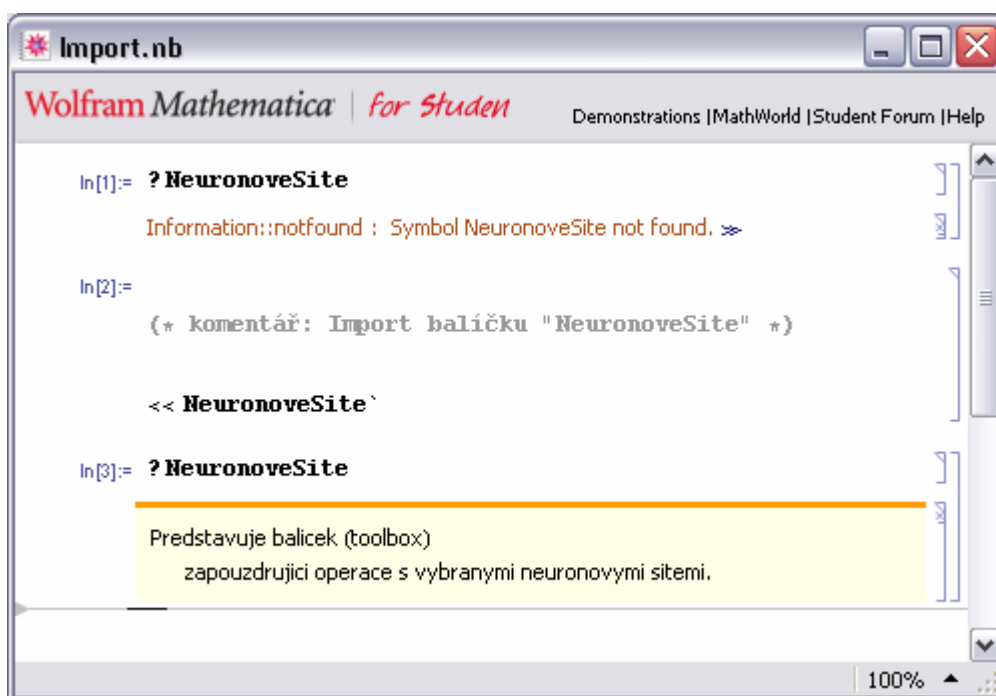 Import.nb
Wolfram Mathematica | for Studen
Demonstrations |MathWorld |Student Forum |Help
In[1]:= ? NeuronoveSite
Information::notfound : Symbol NeuronoveSite not found. ≫
In[2]:=
(* komentář: Import balíčku "NeuronoveSite" *)
<< NeuronoveSite`
In[3]:= ? NeuronoveSite
Predstavuje balicek (toolbox)
zapouzdrujici operace s vybranymi neuronovymi sitemi.
100%